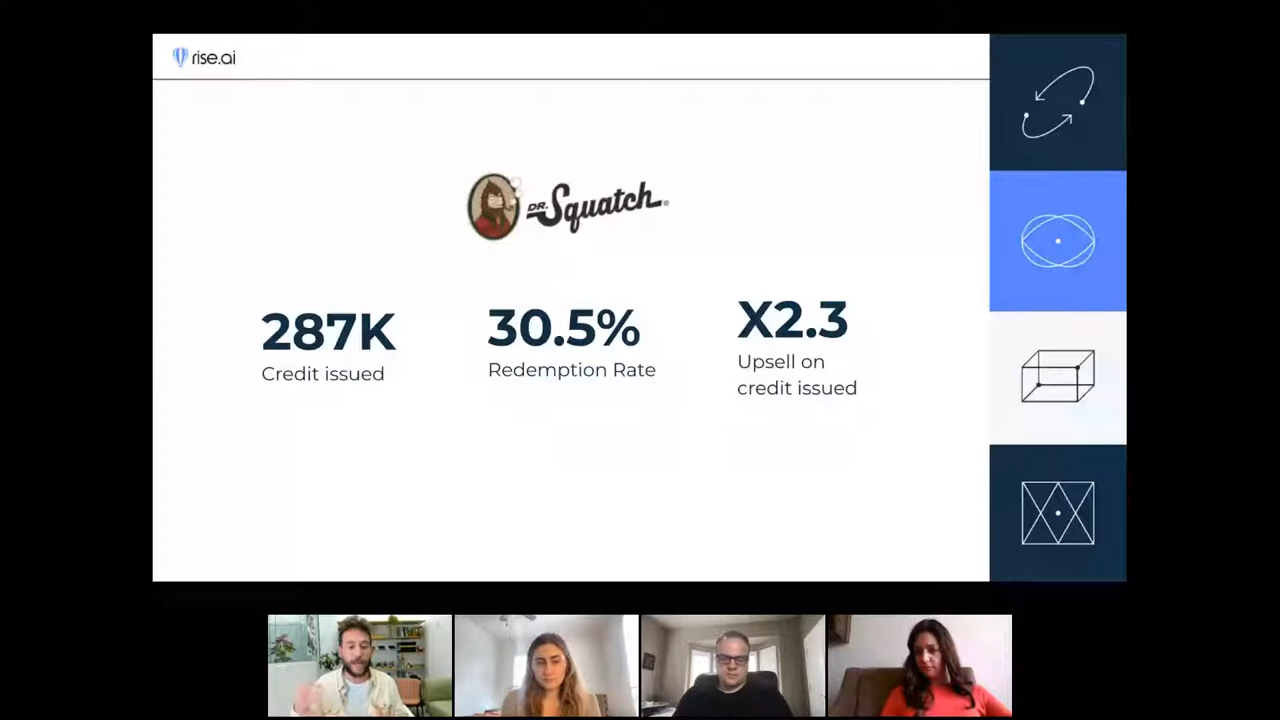 rise.ai
DR. Squatch
287K
Credit issued
30.5%
Redemption Rate
X2.3
Upsell on
credit issued